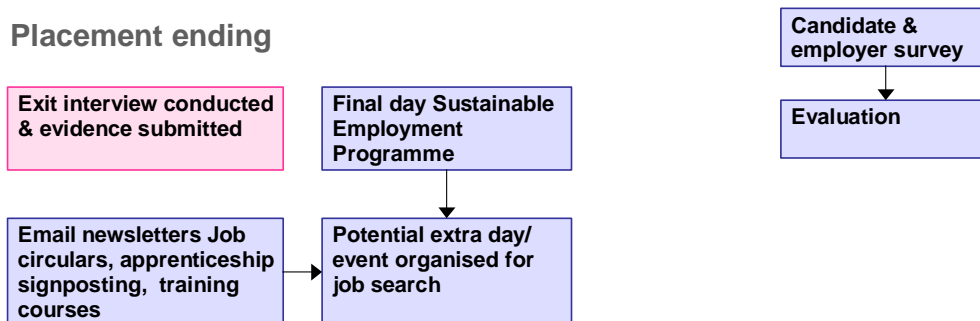 Placement ending
Candidate &
employer survey
Exit interview conducted
& evidence submitted
Final day Sustainable
Employment
Programme
Evaluation
Email newsletters Job
circulars, apprenticeship
signposting, training
courses
Potential extra day/
event organised for
job search